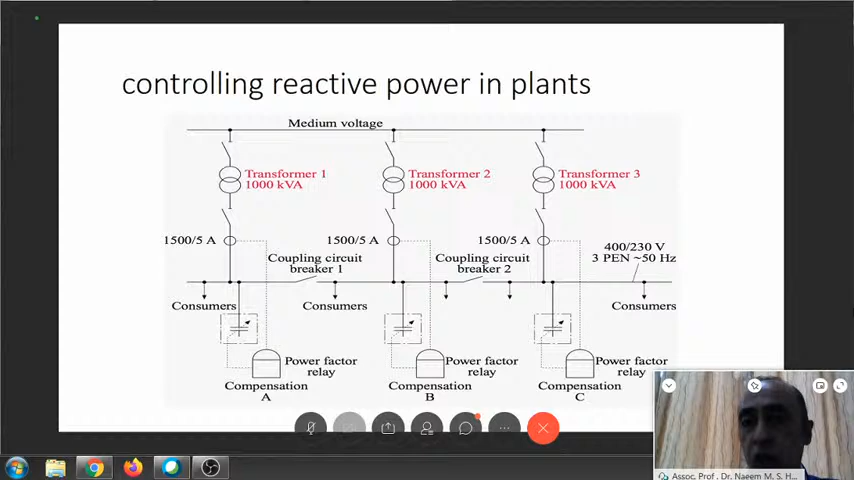 controlling reactive power in plants
Medium voltage
Transformer 1
1000 kVA
Transformer 2
1000 kVA
Transformer 3
1000 kVA
1500/5 A
1500/5 A
1500/5 A
400/230 V
3 PEN ~50 Hz
Coupling circuit
breaker 1
Coupling circuit
breaker 2
Consumers
Consumers
Consumers
Power factor
relay
Power factor
relay
Power factor
relay
Compensation
A
Compensation
B
Compensation
C
Assoc. Prof . Dr. Naeem M. S. H...